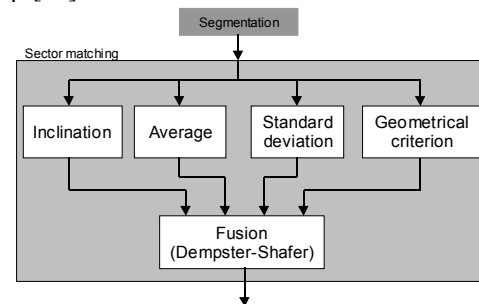 Segmentation
Sector matching
Inclination
Average
Standard
deviation
Geometrical
criterion
Fusion
(Dempster-Shafer)